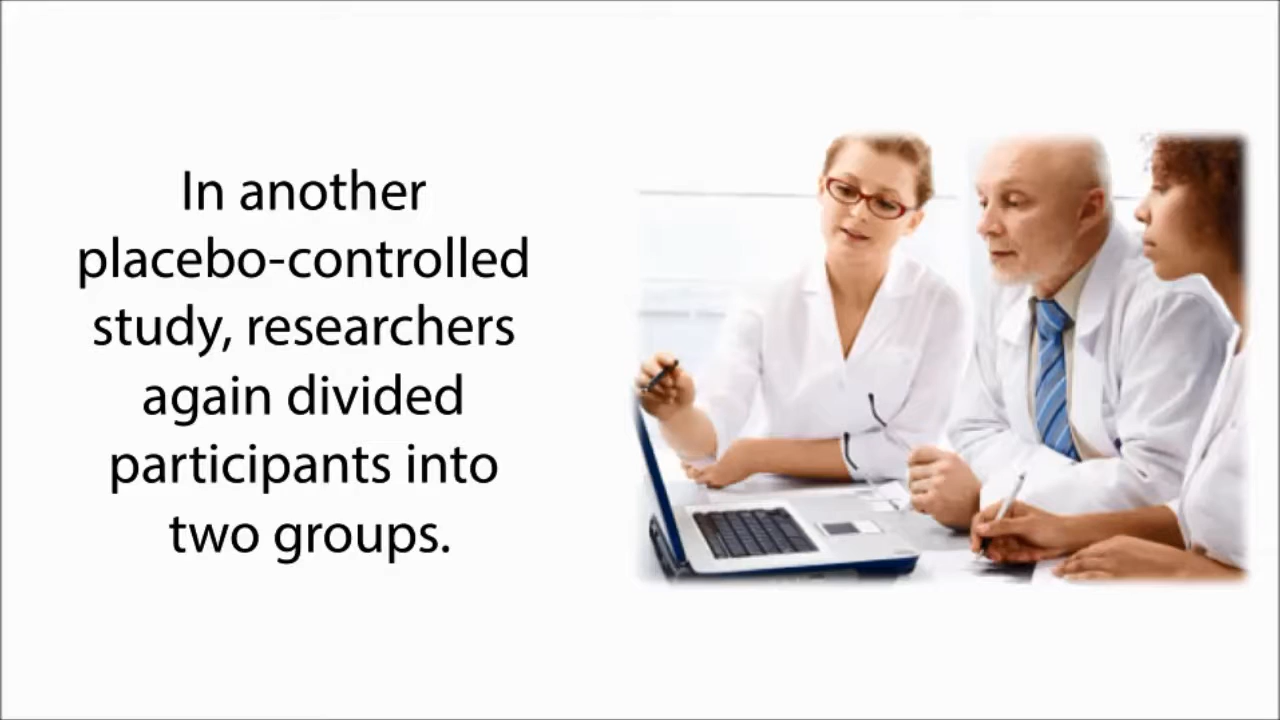 In another
placebo-controlled
study, researchers
again divided
participants into
two groups.